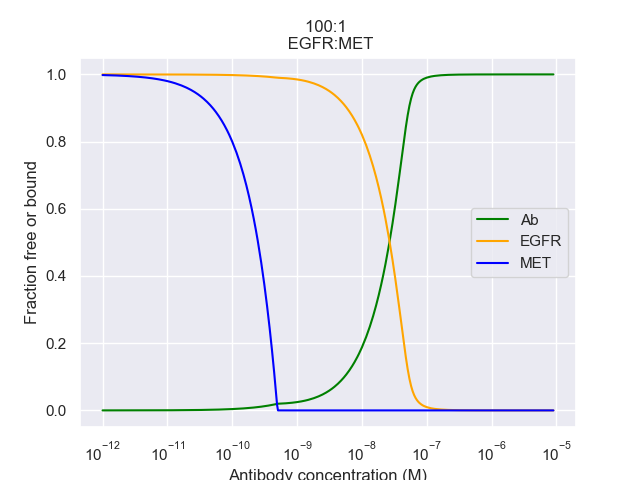 100:1
EGFR:MET
Fraction free or bound
1.0
0.8
0.6
0.4
0.2
0.0
Ab
EGFR
MET
10⁻¹² 10⁻¹¹ 10⁻¹⁰ 10⁻⁹ 10⁻⁸ 10⁻⁷ 10⁻⁶ 10⁻⁵
Antibody concentration (M)